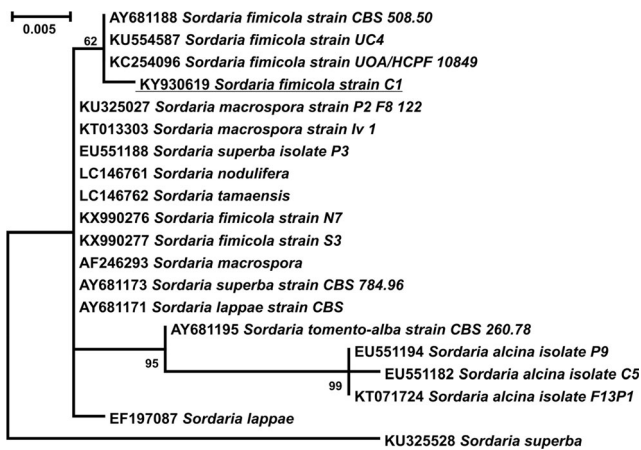 AY681188 Sordaria fimicola strain CBS 508.50
0.005
KU554587 Sordaria fimicola strain UC4
62
KC254096 Sordaria fimicola strain UOA/HCPF 10849
KY930619 Sordaria fimicola strain C1
KU325027 Sordaria macrospora strain P2 F8 122
KT013303 Sordaria macrospora strain Iv 1
EU551188 Sordaria superba isolate P3
LC146761 Sordaria nodulifera
LC146762 Sordaria tamaensis
KX990276 Sordaria fimicola strain N7
KX990277 Sordaria fimicola strain S3
AF246293 Sordaria macrospora
AY681173 Sordaria superba strain CBS 784.96
AY681171 Sordaria lappae strain CBS
AY681195 Sordaria tomento-alba strain CBS 260.78
95
EU551194 Sordaria alcina isolate P9
EU551182 Sordaria alcina isolate C5
99
KT071724 Sordaria alcina isolate F13P1
EF197087 Sordaria lappae
KU325528 Sordaria superba